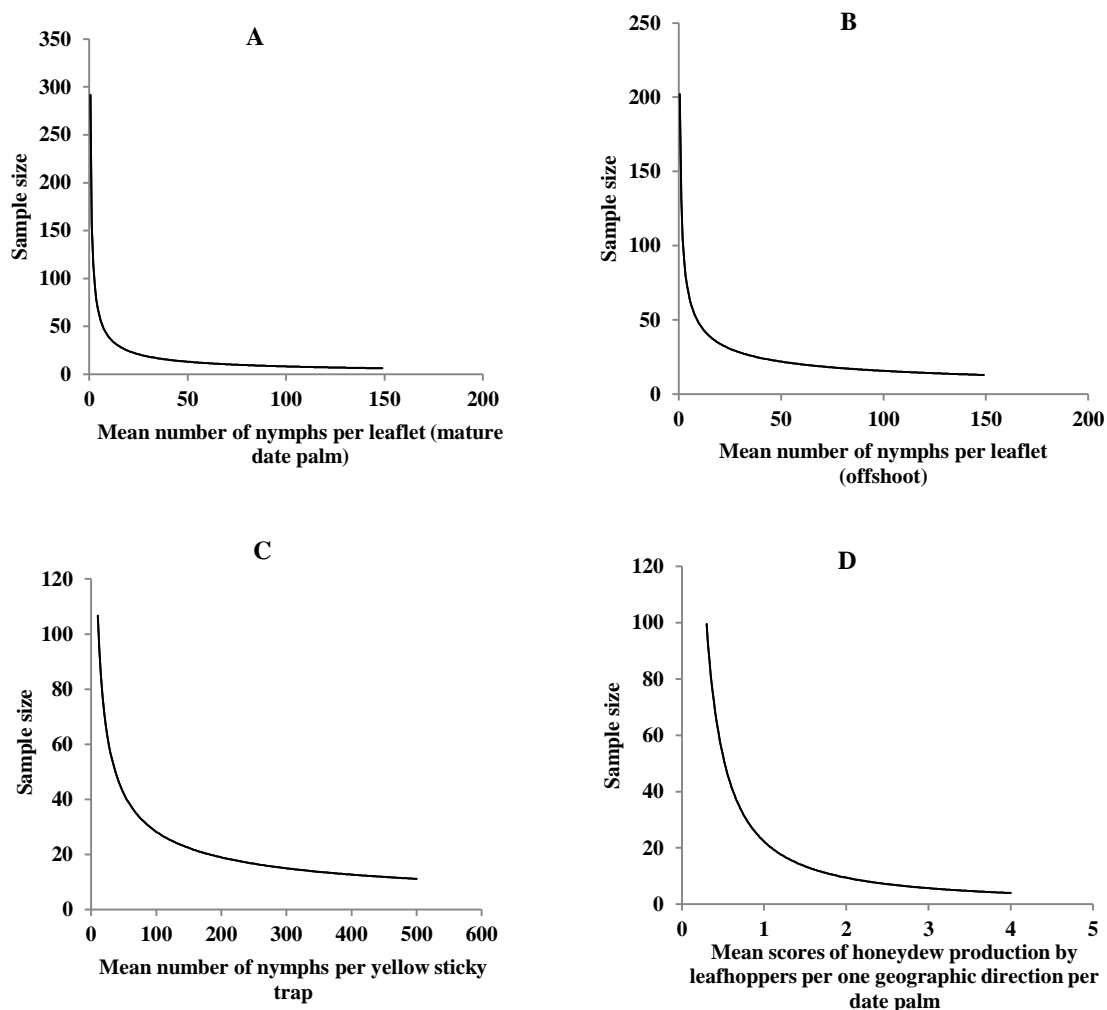 A
350
300
250
200
150
100
50
0
Sample size
0 50 100 150 200
Mean number of nymphs per leaflet (mature
date palm)
B
250
200
150
100
50
0
Sample size
0 50 100 150 200
Mean number of nymphs per leaflet
(offshoot)
C
120
100
80
60
40
20
0
Sample size
0 100 200 300 400 500 600
Mean number of nymphs per yellow sticky
trap
D
120
100
80
60
40
20
0
Sample size
0 1 2 3 4 5
Mean scores of honeydew production by
leafhoppers per one geographic direction per
date palm